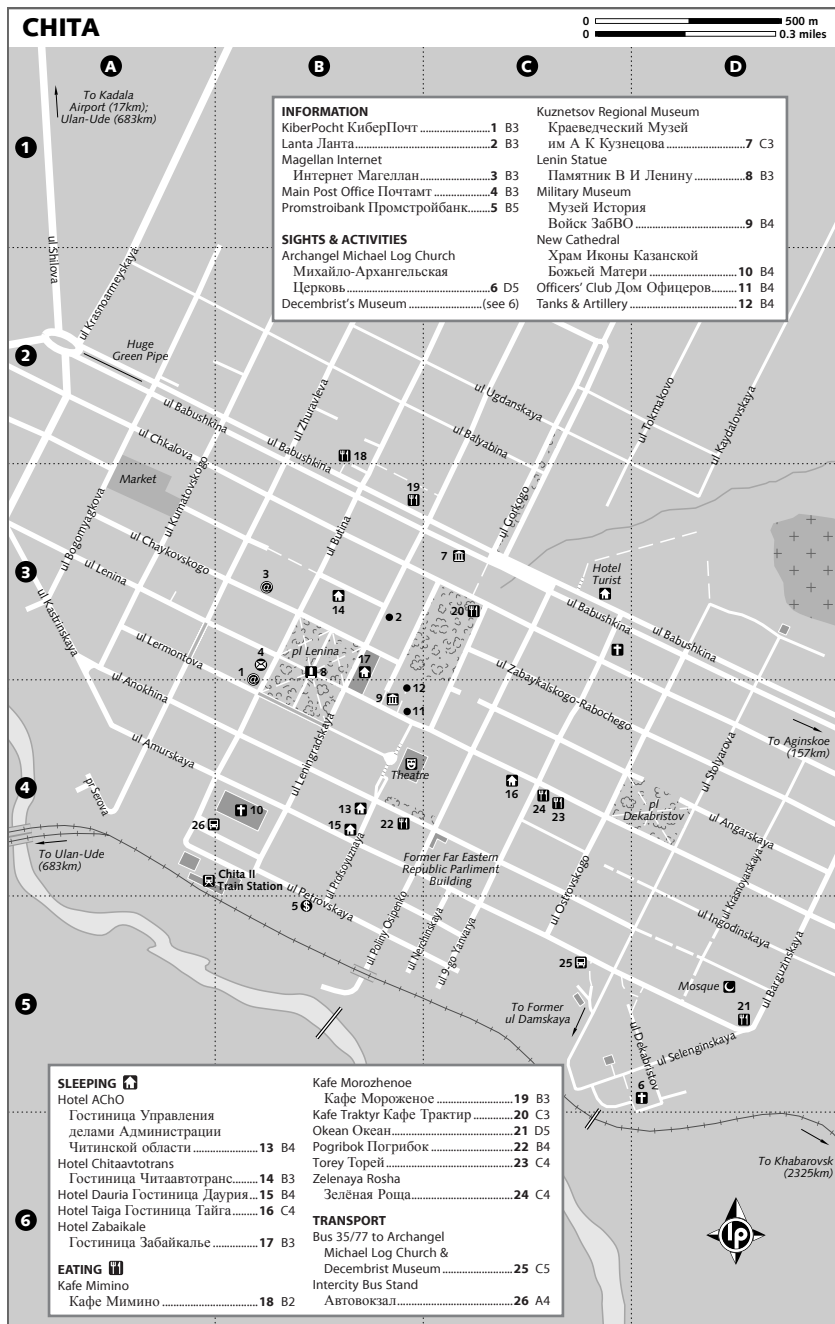 CHITA
0 500 m
0 0.3 miles
A B C D
1
2
3
4
5
6
To Kadala
Airport (17km);
Ulan-Ude (683km)
INFORMATION
KiberPocht КиберПочт 1 B3
Lanta Ланта 2 B3
Magellan Internet
Интернет Магеллан 3 B3
Main Post Office Почтамт 4 B3
Promstroibank Промстройбанк 5 B5
SIGHTS & ACTIVITIES
Archangel Michael Log Church
Михайло-Архангельская
Церковь 6 D5
Decembrist's Museum (see 6)
Kuznetsov Regional Museum
Краеведческий Музей
им А К Кузнецова 7 C3
Lenin Statue
Памятник В И Ленину 8 B3
Military Museum
Музей История
Войск ЗабВО 9 B4
New Cathedral
Храм Иконы Казанской
Божьей Матери 10 B4
Officers' Club Дом Офицеров 11 B4
Tanks & Artillery 12 B4
ul Shilova
ul Krasnoarmeyskaya
Huge
Green Pipe
ul Babushkina
ul Zhuravleva
ul Babushkina
ul Ugdanskaya
ul Balyabina
ul Tokmakovo
ul Kaydalovskaya
ul Chkalova
18
Market
ul Kurnatovskogo
19
ul Gorkogo
ul Bogomyagkova
ul Chaykovskogo
ul Butina
7
ul Lenina
3
Hotel
Turist
14
2
20
ul Babushkina
ul Babushkina
ul Kastrinskaya
ul Lermontova
4
pl Lenina
17
1
8
ul Zabaykalskogo-Rabochego
ul Anokhina
12
9
11
ul Amurskaya
ul Leningradskaya
Theatre
To Aginskoe
(157km)
ul Stolyarova
pr Serova
16
24
23
pl
Dekabristov
10
13
26
15
22
ul Angarskaya
To Ulan-Ude
(683km)
Former Far Eastern
Republic Parliment
Building
Chita II
Train Station
ul Profsoyuznaya
ul Petrovskaya
5
ul Poliny Osipenko
ul Nerchinskaya
ul 9-go Yanvarya
ul Ostrovskogo
ul Krasnoyarskaya
ul Ingodinskaya
25
ul Barguzinskaya
Mosque
21
To Former
ul Damskaya
ul Dekabristov
ul Selenginskaya
6
To Khabarovsk
(2325km)
SLEEPING
Hotel AChO
Гостиница Управления
делами Администрации
Читинской области 13 B4
Hotel Chitaavtotrans
Гостиница Читаавтотранс 14 B3
Hotel Dauria Гостиница Даурия 15 B4
Hotel Taiga Гостиница Тайга 16 C4
Hotel Zabaikale
Гостиница Забайкалье 17 B3
EATING
Kafe Mimino
Кафе Мимино 18 B2
Kafe Morozhenoe
Кафе Мороженое 19 B3
Kafe Traktyr Кафе Трактир 20 C3
Okean Океан 21 D5
Pogribok Погрибок 22 B4
Torey Торей 23 C4
Zelenaya Rosha
Зелёная Роща 24 C4
TRANSPORT
Bus 35/77 to Archangel
Michael Log Church &
Decembrist Museum 25 C5
Intercity Bus Stand
Автовокзал 26 A4
lp